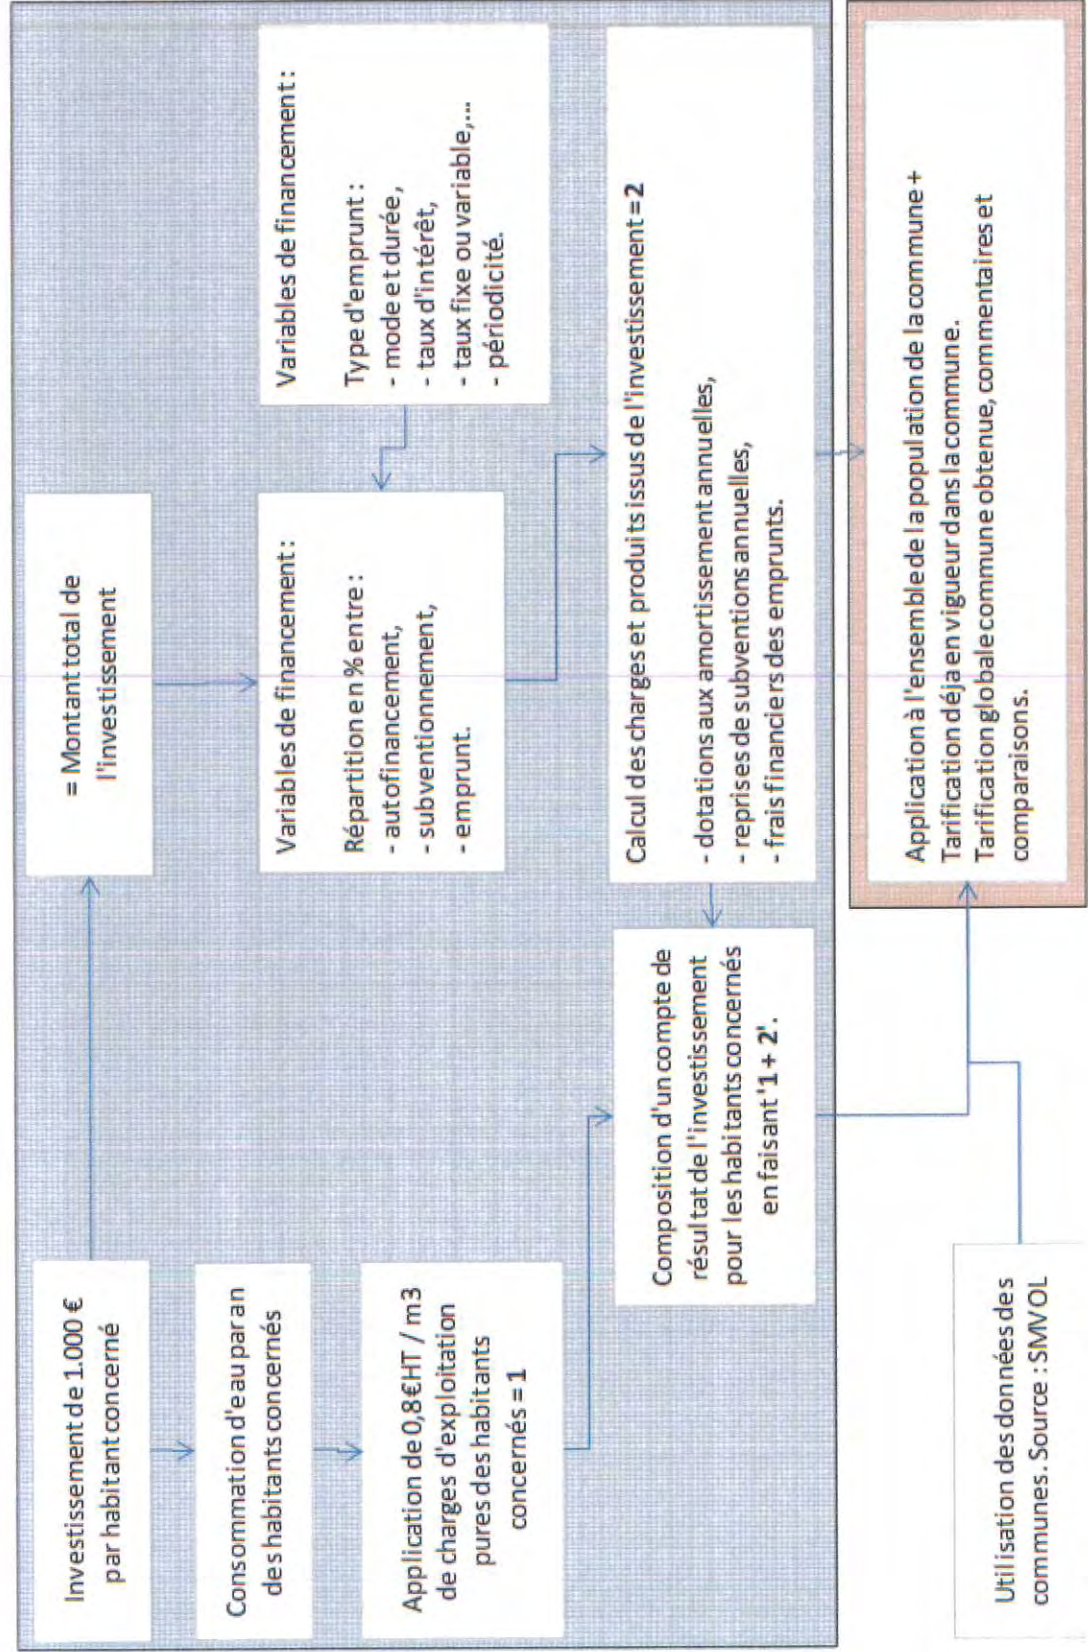 Investissement de 1.000 €
par habitant concerné
= Montant total de
l'investissement
Consommation d'eau par an
des habitants concernés
Application de 0,8€HT / m3
de charges d'exploitation
pures des habitants
concernés = 1
Variables de financement :
Répartition en % entre :
- autofinancement,
- subventionnement,
- emprunt.
Variables de financement :
Type d'emprunt :
- mode et durée,
- taux d'intérêt,
- taux fixe ou variable,...
- périodicité.
Composition d'un compte de
résultat de l'investissement
pour les habitants concernés
en faisant '1 + 2'.
Calcul des charges et produits issus de l'investissement = 2
- dotations aux amortissement annuelles,
- reprises de subventions annuelles,
- frais financiers des emprunts.
Utilisation des données des
communes. Source : SMVOL
Application à l'ensemble de la population de la commune +
Tarification déja en vigueur dans la commune.
Tarification globale commune obtenue, commentaires et
comparaisons.